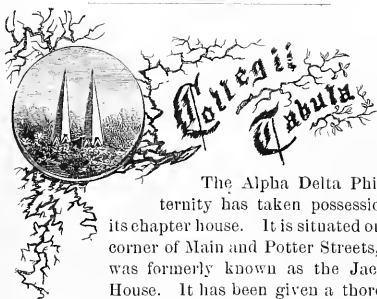 Collegii
Tabula.
The Alpha Delta Phi
ternity has taken possessio
its chapter house. It is situated on
corner of Main and Potter Streets,
was formerly known as the Jac
House. It has been given a thoro